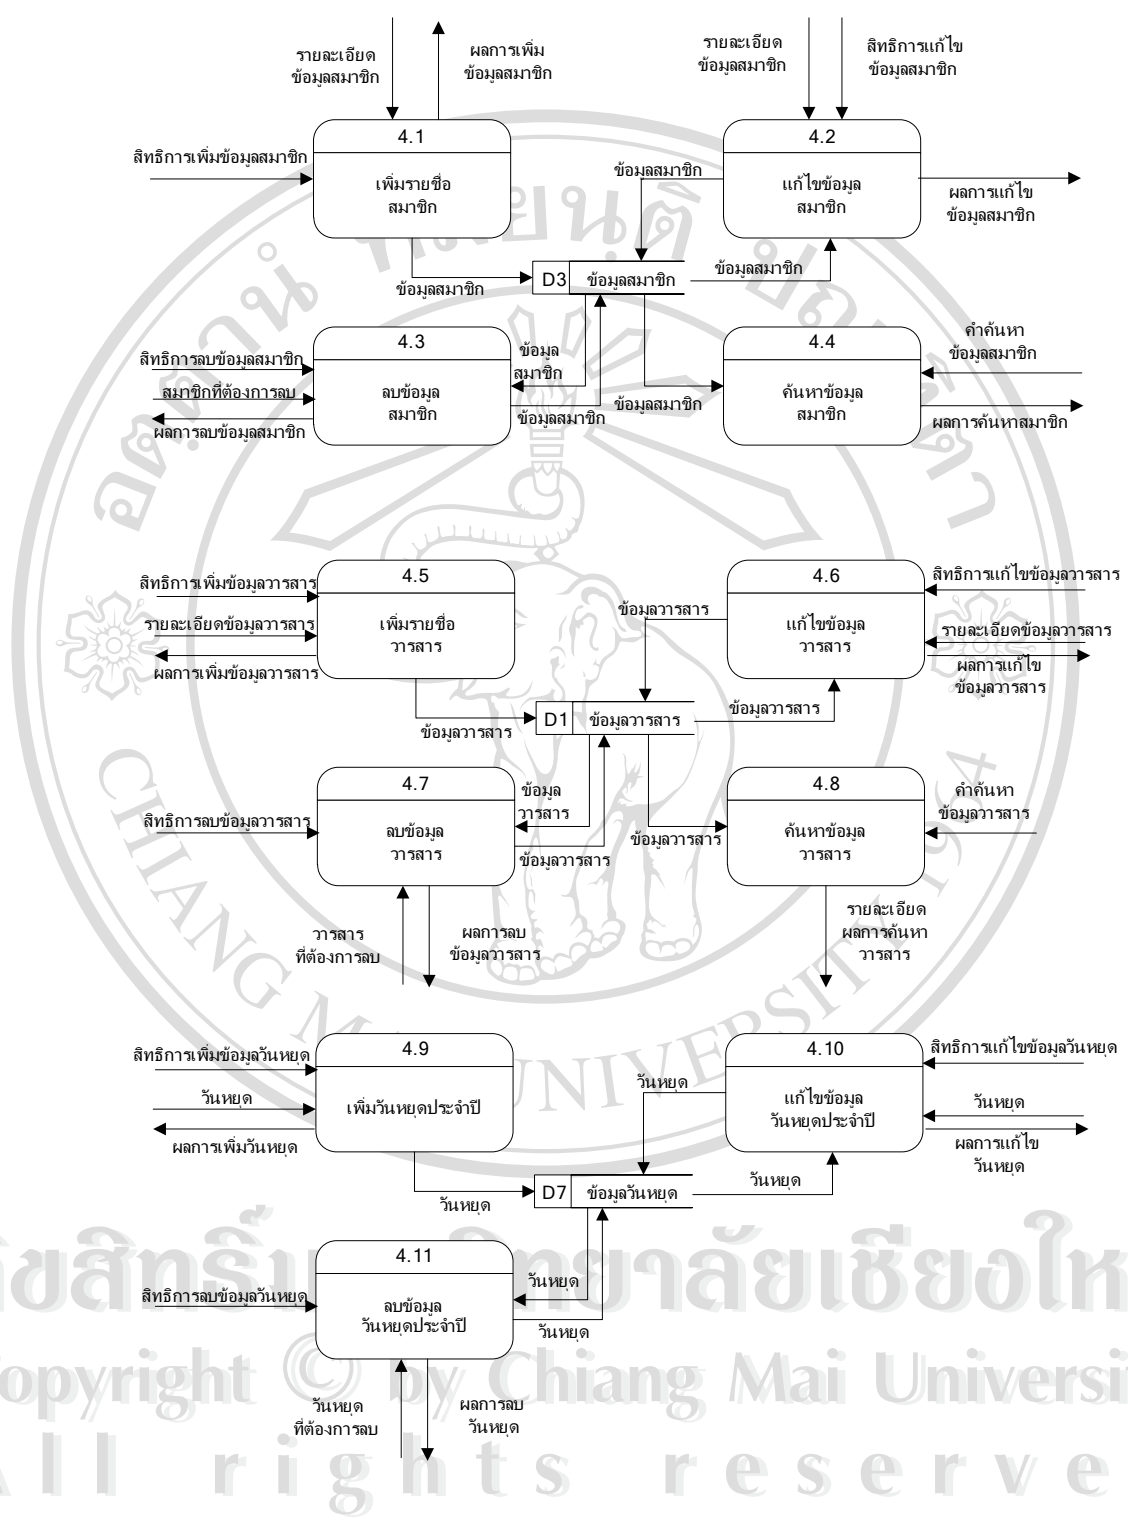 รายละเอียด
ข้อมูลสมาชิก
ผลการเพิ่ม
ข้อมูลสมาชิก
รายละเอียด
ข้อมูลสมาชิก
สิทธิการแก้ไข
ข้อมูลสมาชิก
สิทธิการเพิ่มข้อมูลสมาชิก
4.1
เพิ่มรายชื่อ
สมาชิก
ข้อมูลสมาชิก
4.2
แก้ไขข้อมูล
สมาชิก
ผลการแก้ไข
ข้อมูลสมาชิก
ข้อมูลสมาชิก
D3 ข้อมูลสมาชิก
ข้อมูลสมาชิก
สิทธิการลบข้อมูลสมาชิก
สมาชิกที่ต้องการลบ
ผลการลบข้อมูลสมาชิก
4.3
ลบข้อมูล
สมาชิก
ข้อมูล
สมาชิก
ข้อมูลสมาชิก
ข้อมูลสมาชิก
4.4
ค้นหาข้อมูล
สมาชิก
คำค้นหา
ข้อมูลสมาชิก
ผลการค้นหาสมาชิก
สิทธิการเพิ่มข้อมูลวารสาร
รายละเอียดข้อมูลวารสาร
ผลการเพิ่มข้อมูลวารสาร
4.5
เพิ่มรายชื่อ
วารสาร
ข้อมูลวารสาร
4.6
แก้ไขข้อมูล
วารสาร
สิทธิการแก้ไขข้อมูลวารสาร
รายละเอียดข้อมูลวารสาร
ผลการแก้ไข
ข้อมูลวารสาร
ข้อมูลวารสาร
D1 ข้อมูลวารสาร
ข้อมูลวารสาร
สิทธิการลบข้อมูลวารสาร
4.7
ลบข้อมูล
วารสาร
ข้อมูล
วารสาร
ข้อมูลวารสาร
ข้อมูลวารสาร
4.8
ค้นหาข้อมูล
วารสาร
คำค้นหา
ข้อมูลวารสาร
วารสาร
ที่ต้องการลบ
ผลการลบ
ข้อมูลวารสาร
รายละเอียด
ผลการค้นหา
วารสาร
สิทธิการเพิ่มข้อมูลวันหยุด
วันหยุด
ผลการเพิ่มวันหยุด
4.9
เพิ่มวันหยุดประจำปี
วันหยุด
4.10
แก้ไขข้อมูล
วันหยุดประจำปี
สิทธิการแก้ไขข้อมูลวันหยุด
วันหยุด
ผลการแก้ไข
วันหยุด
วันหยุด
D7 ข้อมูลวันหยุด
วันหยุด
สิทธิการลบข้อมูลวันหยุด
4.11
ลบข้อมูล
วันหยุดประจำปี
วันหยุด
วันหยุด
วันหยุด
ที่ต้องการลบ
ผลการลบ
วันหยุด
CHIANG MAI UNIVERSITY 1964
opyright © by Chiang Mai Universi
All rights reserve